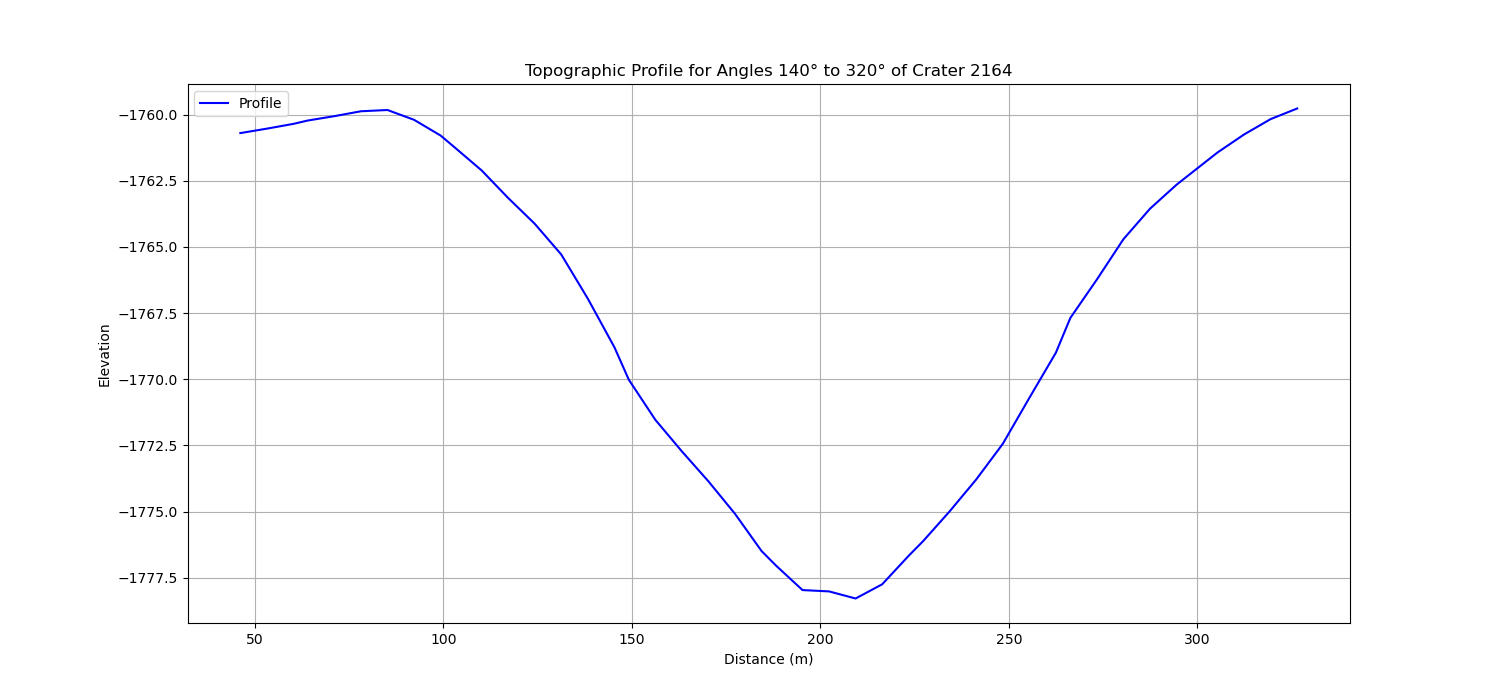 Topographic Profile for Angles 140° to 320° of Crater 2164
Profile
−1760.0
−1762.5
−1765.0
−1767.5
−1770.0
−1772.5
−1775.0
−1777.5
Elevation
50 100 150 200 250 300
Distance (m)